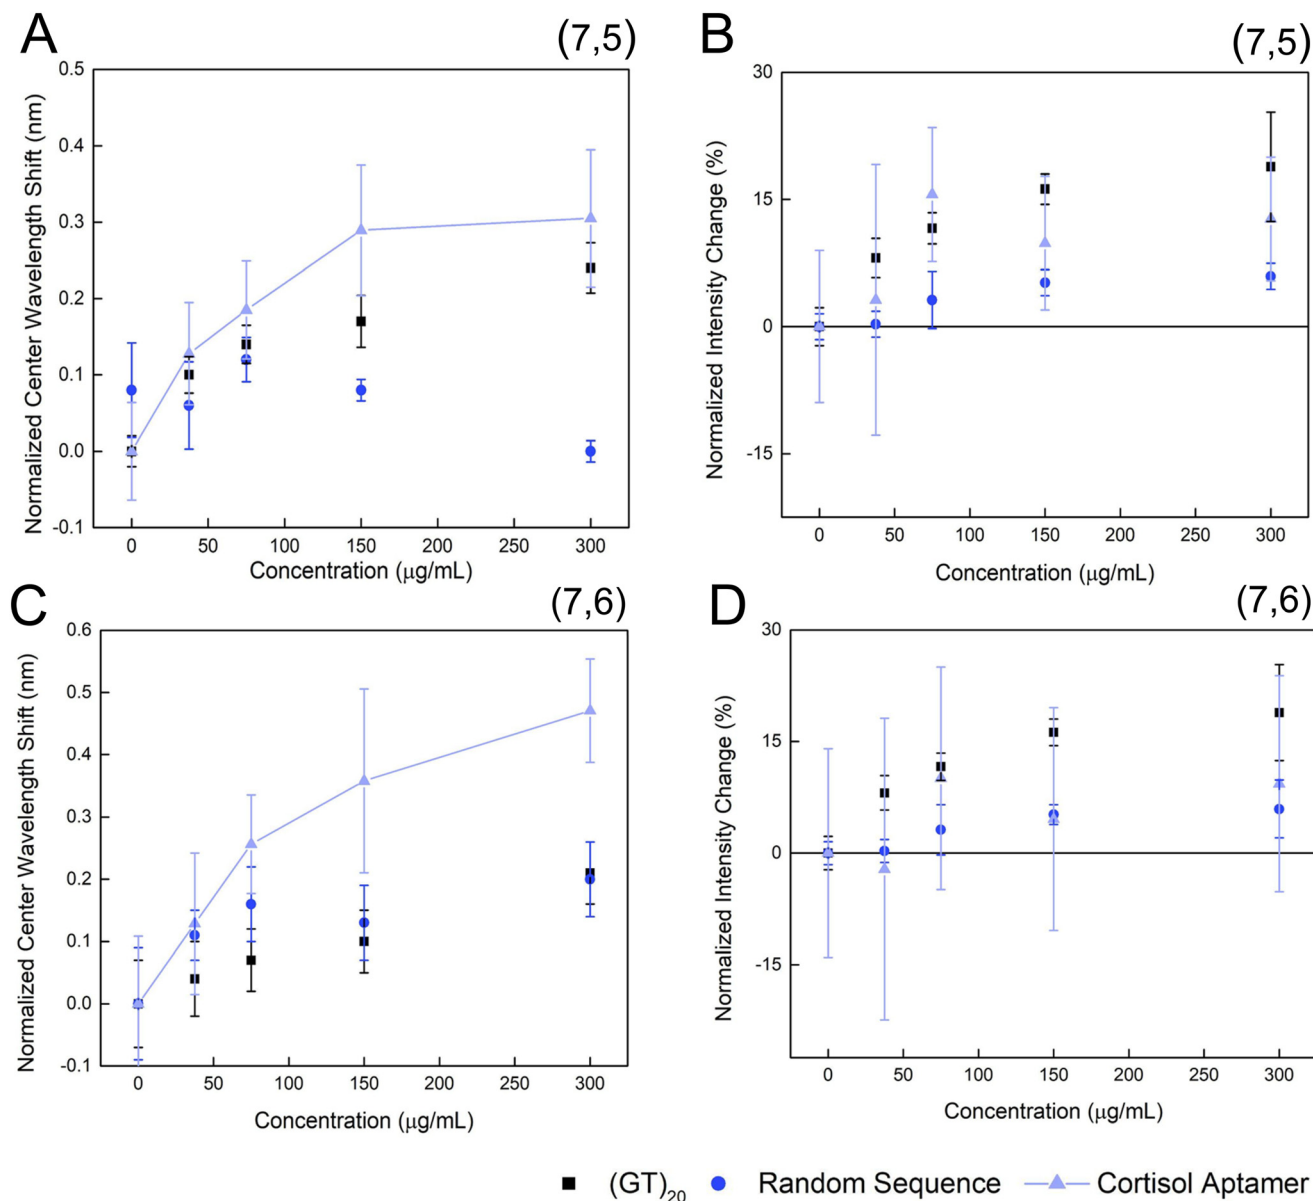 A
(7,5)
0.5
0.4
0.3
0.2
0.1
0.0
-0.1
Normalized Center Wavelength Shift (nm)
0 50 100 150 200 250 300
Concentration (μg/mL)
B
(7,5)
30
15
0
-15
Normalized Intensity Change (%)
0 50 100 150 200 250 300
Concentration (μg/mL)
C
(7,6)
0.6
0.5
0.4
0.3
0.2
0.1
0.0
-0.1
Normalized Center Wavelength Shift (nm)
0 50 100 150 200 250 300
Concentration (μg/mL)
D
(7,6)
30
15
0
-15
Normalized Intensity Change (%)
0 50 100 150 200 250 300
Concentration (μg/mL)
(GT)₂₀ Random Sequence Cortisol Aptamer